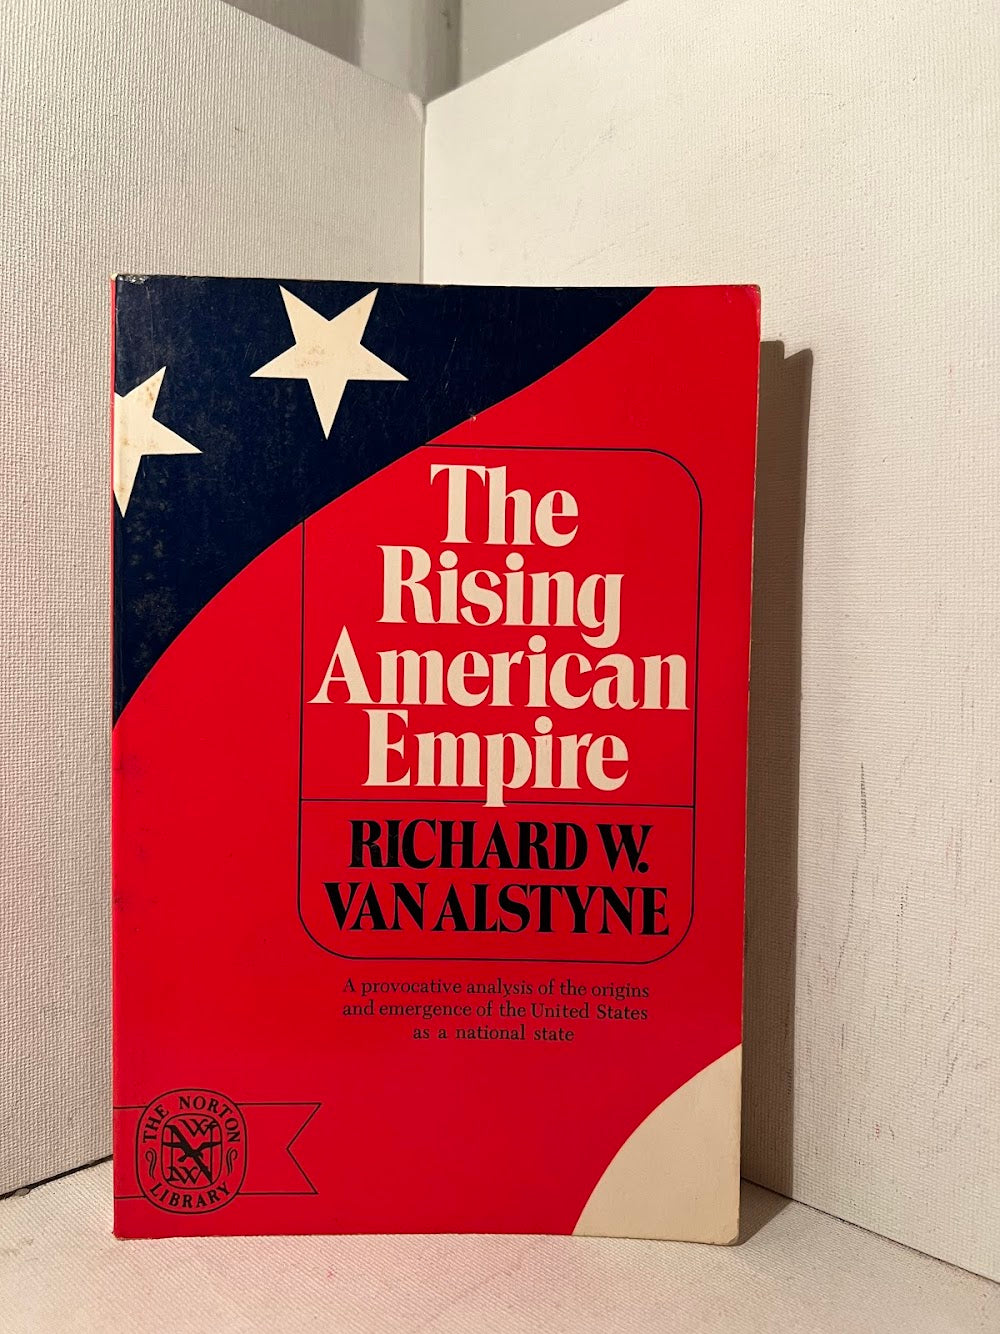 The
Rising
American
Empire
RICHARD W.
VAN ALSTYNE
A provocative analysis of the origins
and emergence of the United States
as a national state
THE NORTON
LIBRARY